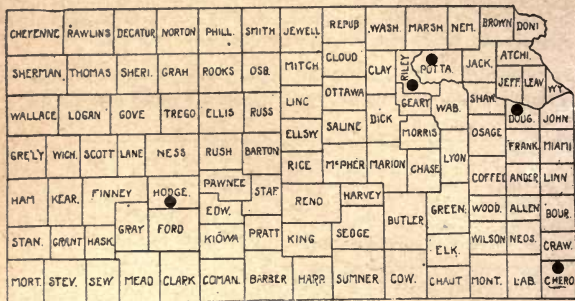 CHEYENNE RAWLINS DECATUR NORTON PHILL. SMITH JEWELL REPUB. WASH. MARSH NEM. BROWN DONI
SHERMAN. THOMAS SHERI. GRAH ROOKS OSB. MITCH. CLOUD CLAY RILEY POTTA. JACK. ATCHI.
JEFF. LEAV WY.
WALLACE LOGAN GOVE TREGO ELLIS RUSS LINC OTTAWA DICK GEARY WAB. SHAW. DOUG. JOHN.
ELLSW SALINE MORRIS OSAGE FRANK. MIAMI
GRE'LY WICH. SCOTT LANE NESS RUSH BARTON RICE McPHER. MARION CHASE LYON COFFEE ANDER. LINN
HAM KEAR. FINNEY HODGE. PAWNEE STAF. RENO HARVEY BUTLER GREEN. WOOD. ALLEN BOUR.
EDW.
STAN. GRANT HASK. GRAY FORD KIOWA PRATT KING. SEDGE ELK. WILSON NEOS. CRAW.
MORT. STEV. SEW MEAD CLARK COMAN. BARBER HARP. SUMNER COW. CHAUT MONT. LAB. CHERO